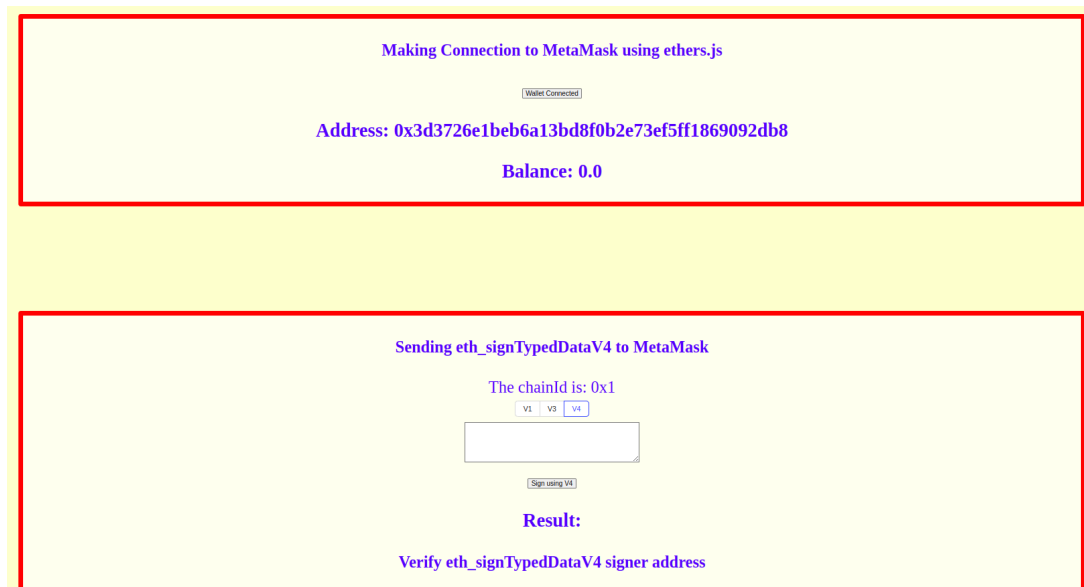 Making Connection to MetaMask using ethers.js
Wallet Connected
Address: 0x3d3726e1beb6a13bd8f0b2e73ef5ff1869092db8
Balance: 0.0
Sending eth_signTypedDataV4 to MetaMask
The chainId is: 0x1
V1 V3 V4
Sign using V4
Result:
Verify eth_signTypedDataV4 signer address